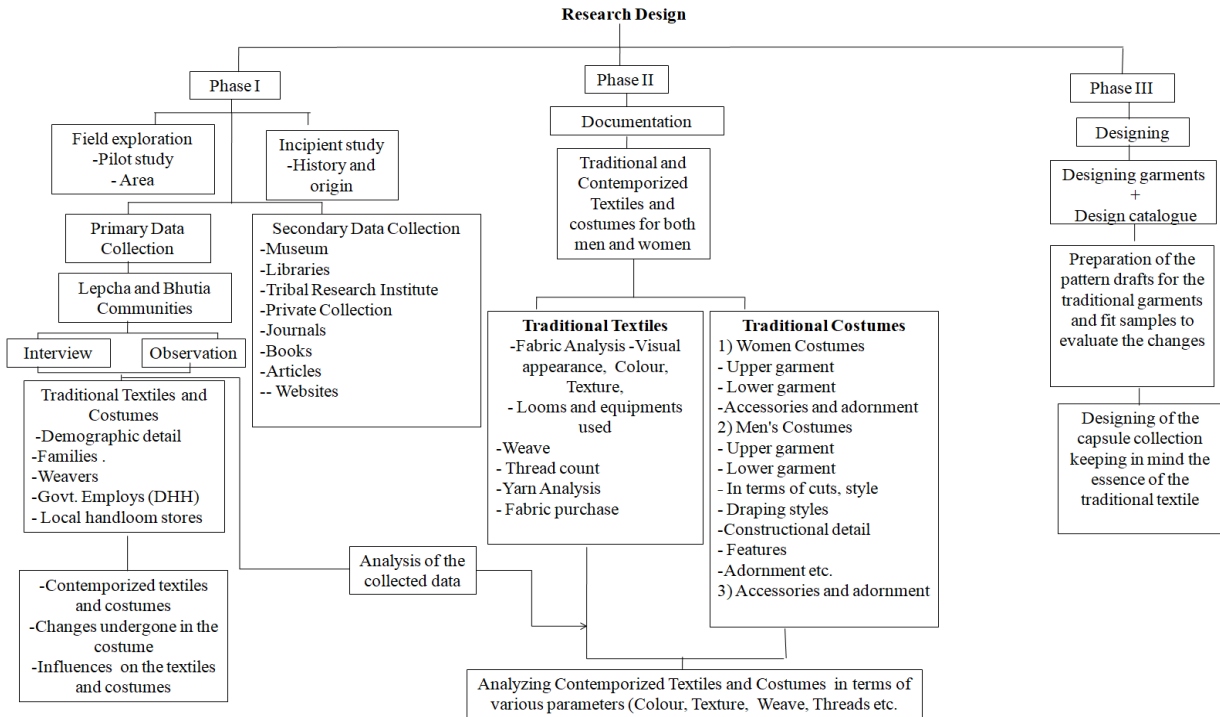 Research Design
Phase I
Field exploration
-Pilot study
- Area
Incipient study
-History and
origin
Primary Data
Collection
Lepcha and Bhutia
Communities
Interview
Observation
Traditional Textiles and
Costumes
-Demographic detail
-Families .
-Weavers
-Govt. Employs (DHH)
- Local handloom stores
-Contemporized textiles
and costumes
-Changes undergone in the
costume
-Influences on the textiles
and costumes
Secondary Data Collection
-Museum
-Libraries
-Tribal Research Institute
-Private Collection
-Journals
-Books
-Articles
-- Websites
Analysis of the
collected data
Phase II
Documentation
Traditional and
Contemporized
Textiles and
costumes for both
men and women
Traditional Textiles
-Fabric Analysis -Visual
appearance, Colour,
Texture,
- Looms and equipments
used
-Weave
- Thread count
-Yarn Analysis
- Fabric purchase
Traditional Costumes
1) Women Costumes
- Upper garment
- Lower garment
-Accessories and adornment
2) Men's Costumes
- Upper garment
- Lower garment
- In terms of cuts, style
- Draping styles
-Constructional detail
- Features
-Adornment etc.
3) Accessories and adornment
Analyzing Contemporized Textiles and Costumes in terms of
various parameters (Colour, Texture, Weave, Threads etc.
Phase III
Designing
Designing garments
+
Design catalogue
Preparation of the
pattern drafts for the
traditional garments
and fit samples to
evaluate the changes
Designing of the
capsule collection
keeping in mind the
essence of the
traditional textile